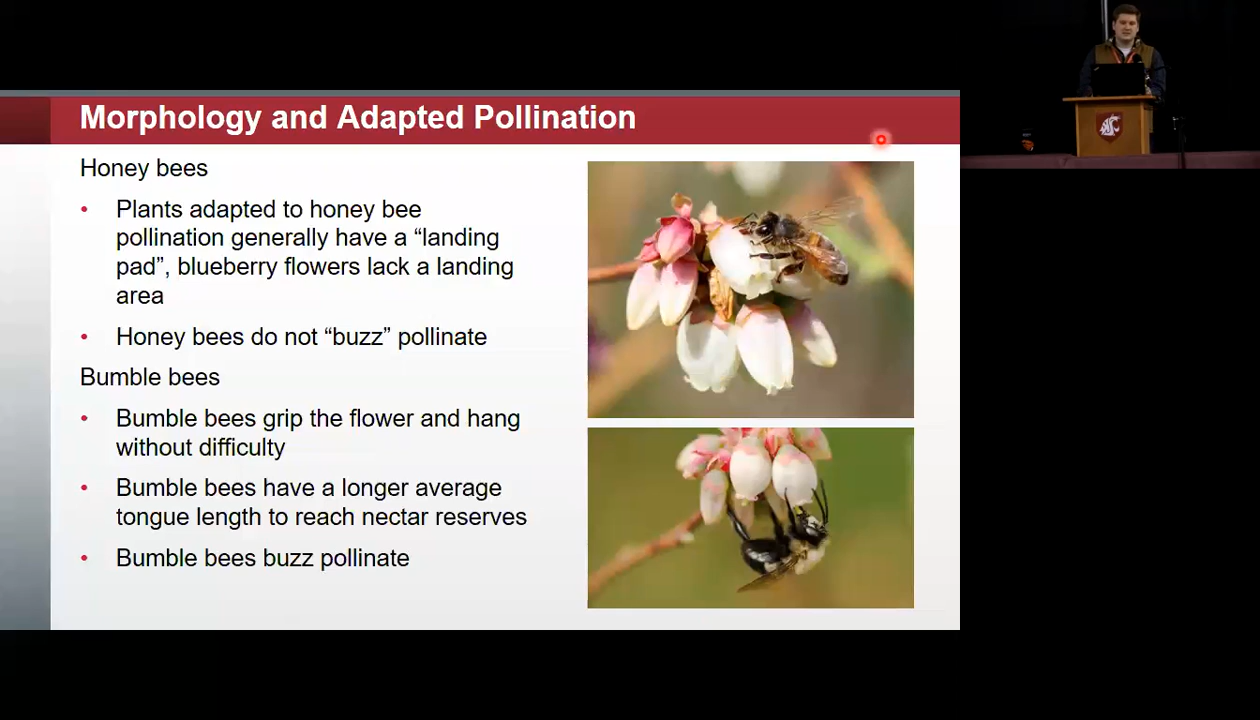 Morphology and Adapted Pollination
Honey bees
• Plants adapted to honey bee
pollination generally have a “landing
pad”, blueberry flowers lack a landing
area
• Honey bees do not “buzz” pollinate
Bumble bees
• Bumble bees grip the flower and hang
without difficulty
• Bumble bees have a longer average
tongue length to reach nectar reserves
• Bumble bees buzz pollinate